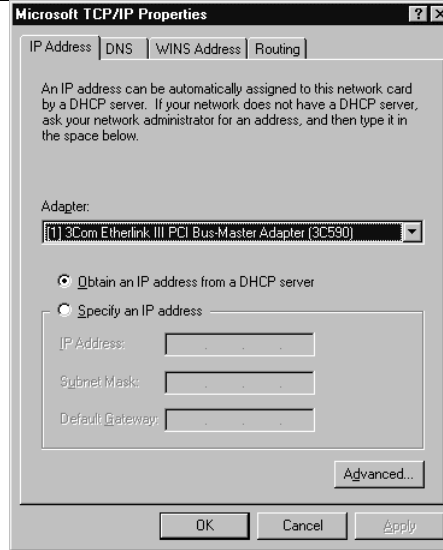 Microsoft TCP/IP Properties
IP Address DNS WINS Address Routing
An IP address can be automatically assigned to this network card
by a DHCP server. If your network does not have a DHCP server,
ask your network administrator for an address, and then type it in
the space below.
Adapter:
[1] 3Com Etherlink III PCI Bus-Master Adapter (3C590)
Obtain an IP address from a DHCP server
Specify an IP address
IP Address:
Subnet Mask:
Default Gateway:
Advanced...
OK Cancel Apply